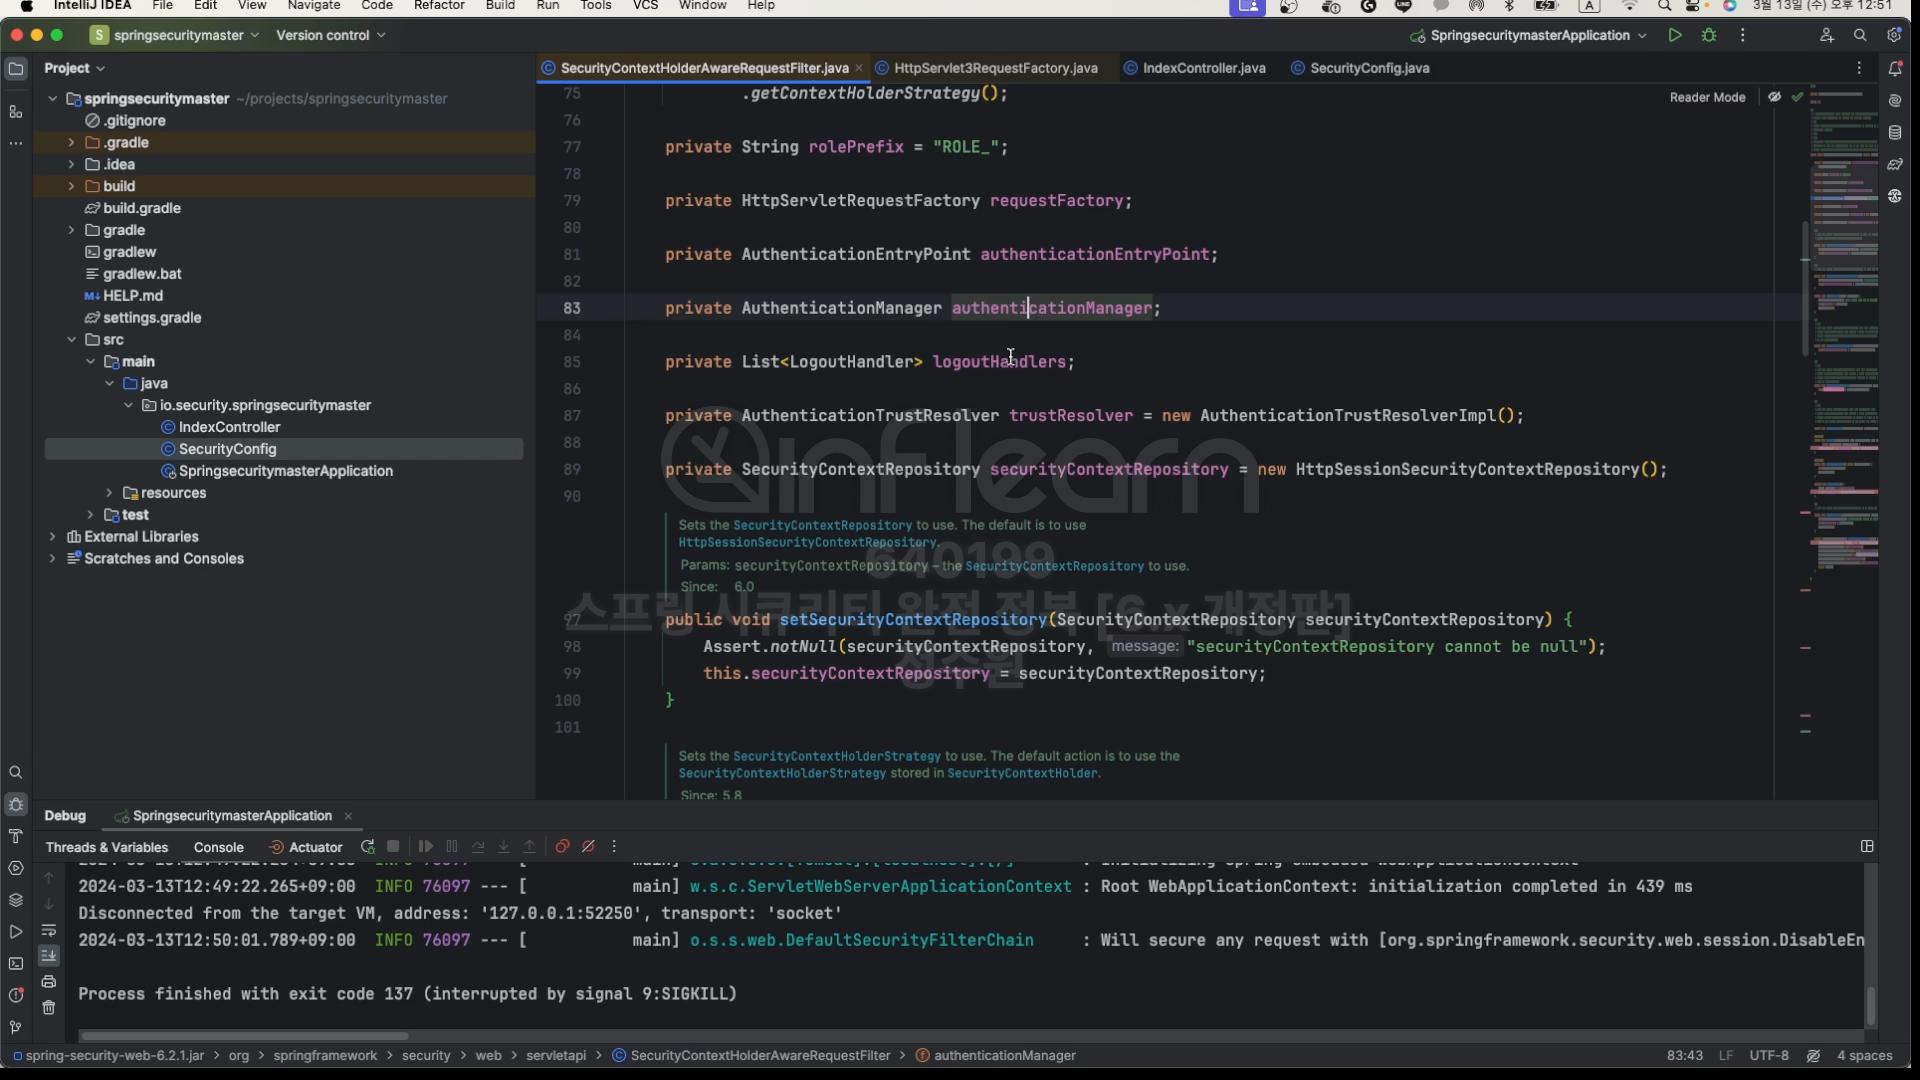 IntelliJ IDEA File Edit View Navigate Code Refactor Build Run Tools VCS Window Help A 3월 13일 (수) 오후 12:51
S springsecuritymaster Version control SpringsecuritymasterApplication
Project SecurityContextHolderAwareRequestFilter.java HttpServlet3RequestFactory.java IndexController.java SecurityConfig.java
Reader Mode
springsecuritymaster ~/projects/springsecuritymaster
.gitignore
.gradle
.idea
build
build.gradle
gradle
gradlew
gradlew.bat
M↓ HELP.md
settings.gradle
src
main
java
io.security.springsecuritymaster
IndexController
SecurityConfig
SpringsecuritymasterApplication
resources
test
External Libraries
Scratches and Consoles
75 .getContextHolderStrategy();
76
77 private String rolePrefix = "ROLE_";
78
79 private HttpServletRequestFactory requestFactory;
80
81 private AuthenticationEntryPoint authenticationEntryPoint;
82
83 private AuthenticationManager authenticationManager;
84
85 private List<LogoutHandler> logoutHandlers;
86
87 private AuthenticationTrustResolver trustResolver = new AuthenticationTrustResolverImpl();
88
89 private SecurityContextRepository securityContextRepository = new HttpSessionSecurityContextRepository();
90
Sets the SecurityContextRepository to use. The default is to use
HttpSessionSecurityContextRepository.
Params: securityContextRepository – the SecurityContextRepository to use.
Since: 6.0
97 public void setSecurityContextRepository(SecurityContextRepository securityContextRepository) {
98 Assert.notNull(securityContextRepository, message: "securityContextRepository cannot be null");
99 this.securityContextRepository = securityContextRepository;
100 }
101
Sets the SecurityContextHolderStrategy to use. The default action is to use the
SecurityContextHolderStrategy stored in SecurityContextHolder.
Since: 5.8
inflearn
640199
스프링 시큐리티 완전 정복 [6.x 개정판]
정수원
Debug SpringsecuritymasterApplication
Threads & Variables Console Actuator
2024-03-13T12:49:22.265+09:00 INFO 76097 --- [ main] w.s.c.ServletWebServerApplicationContext : Root WebApplicationContext: initialization completed in 439 ms
Disconnected from the target VM, address: '127.0.0.1:52250', transport: 'socket'
2024-03-13T12:50:01.789+09:00 INFO 76097 --- [ main] o.s.s.web.DefaultSecurityFilterChain : Will secure any request with [org.springframework.security.web.session.DisableEn
Process finished with exit code 137 (interrupted by signal 9:SIGKILL)
spring-security-web-6.2.1.jar > org > springframework > security > web > servletapi > SecurityContextHolderAwareRequestFilter > authenticationManager 83:43 LF UTF-8 4 spaces